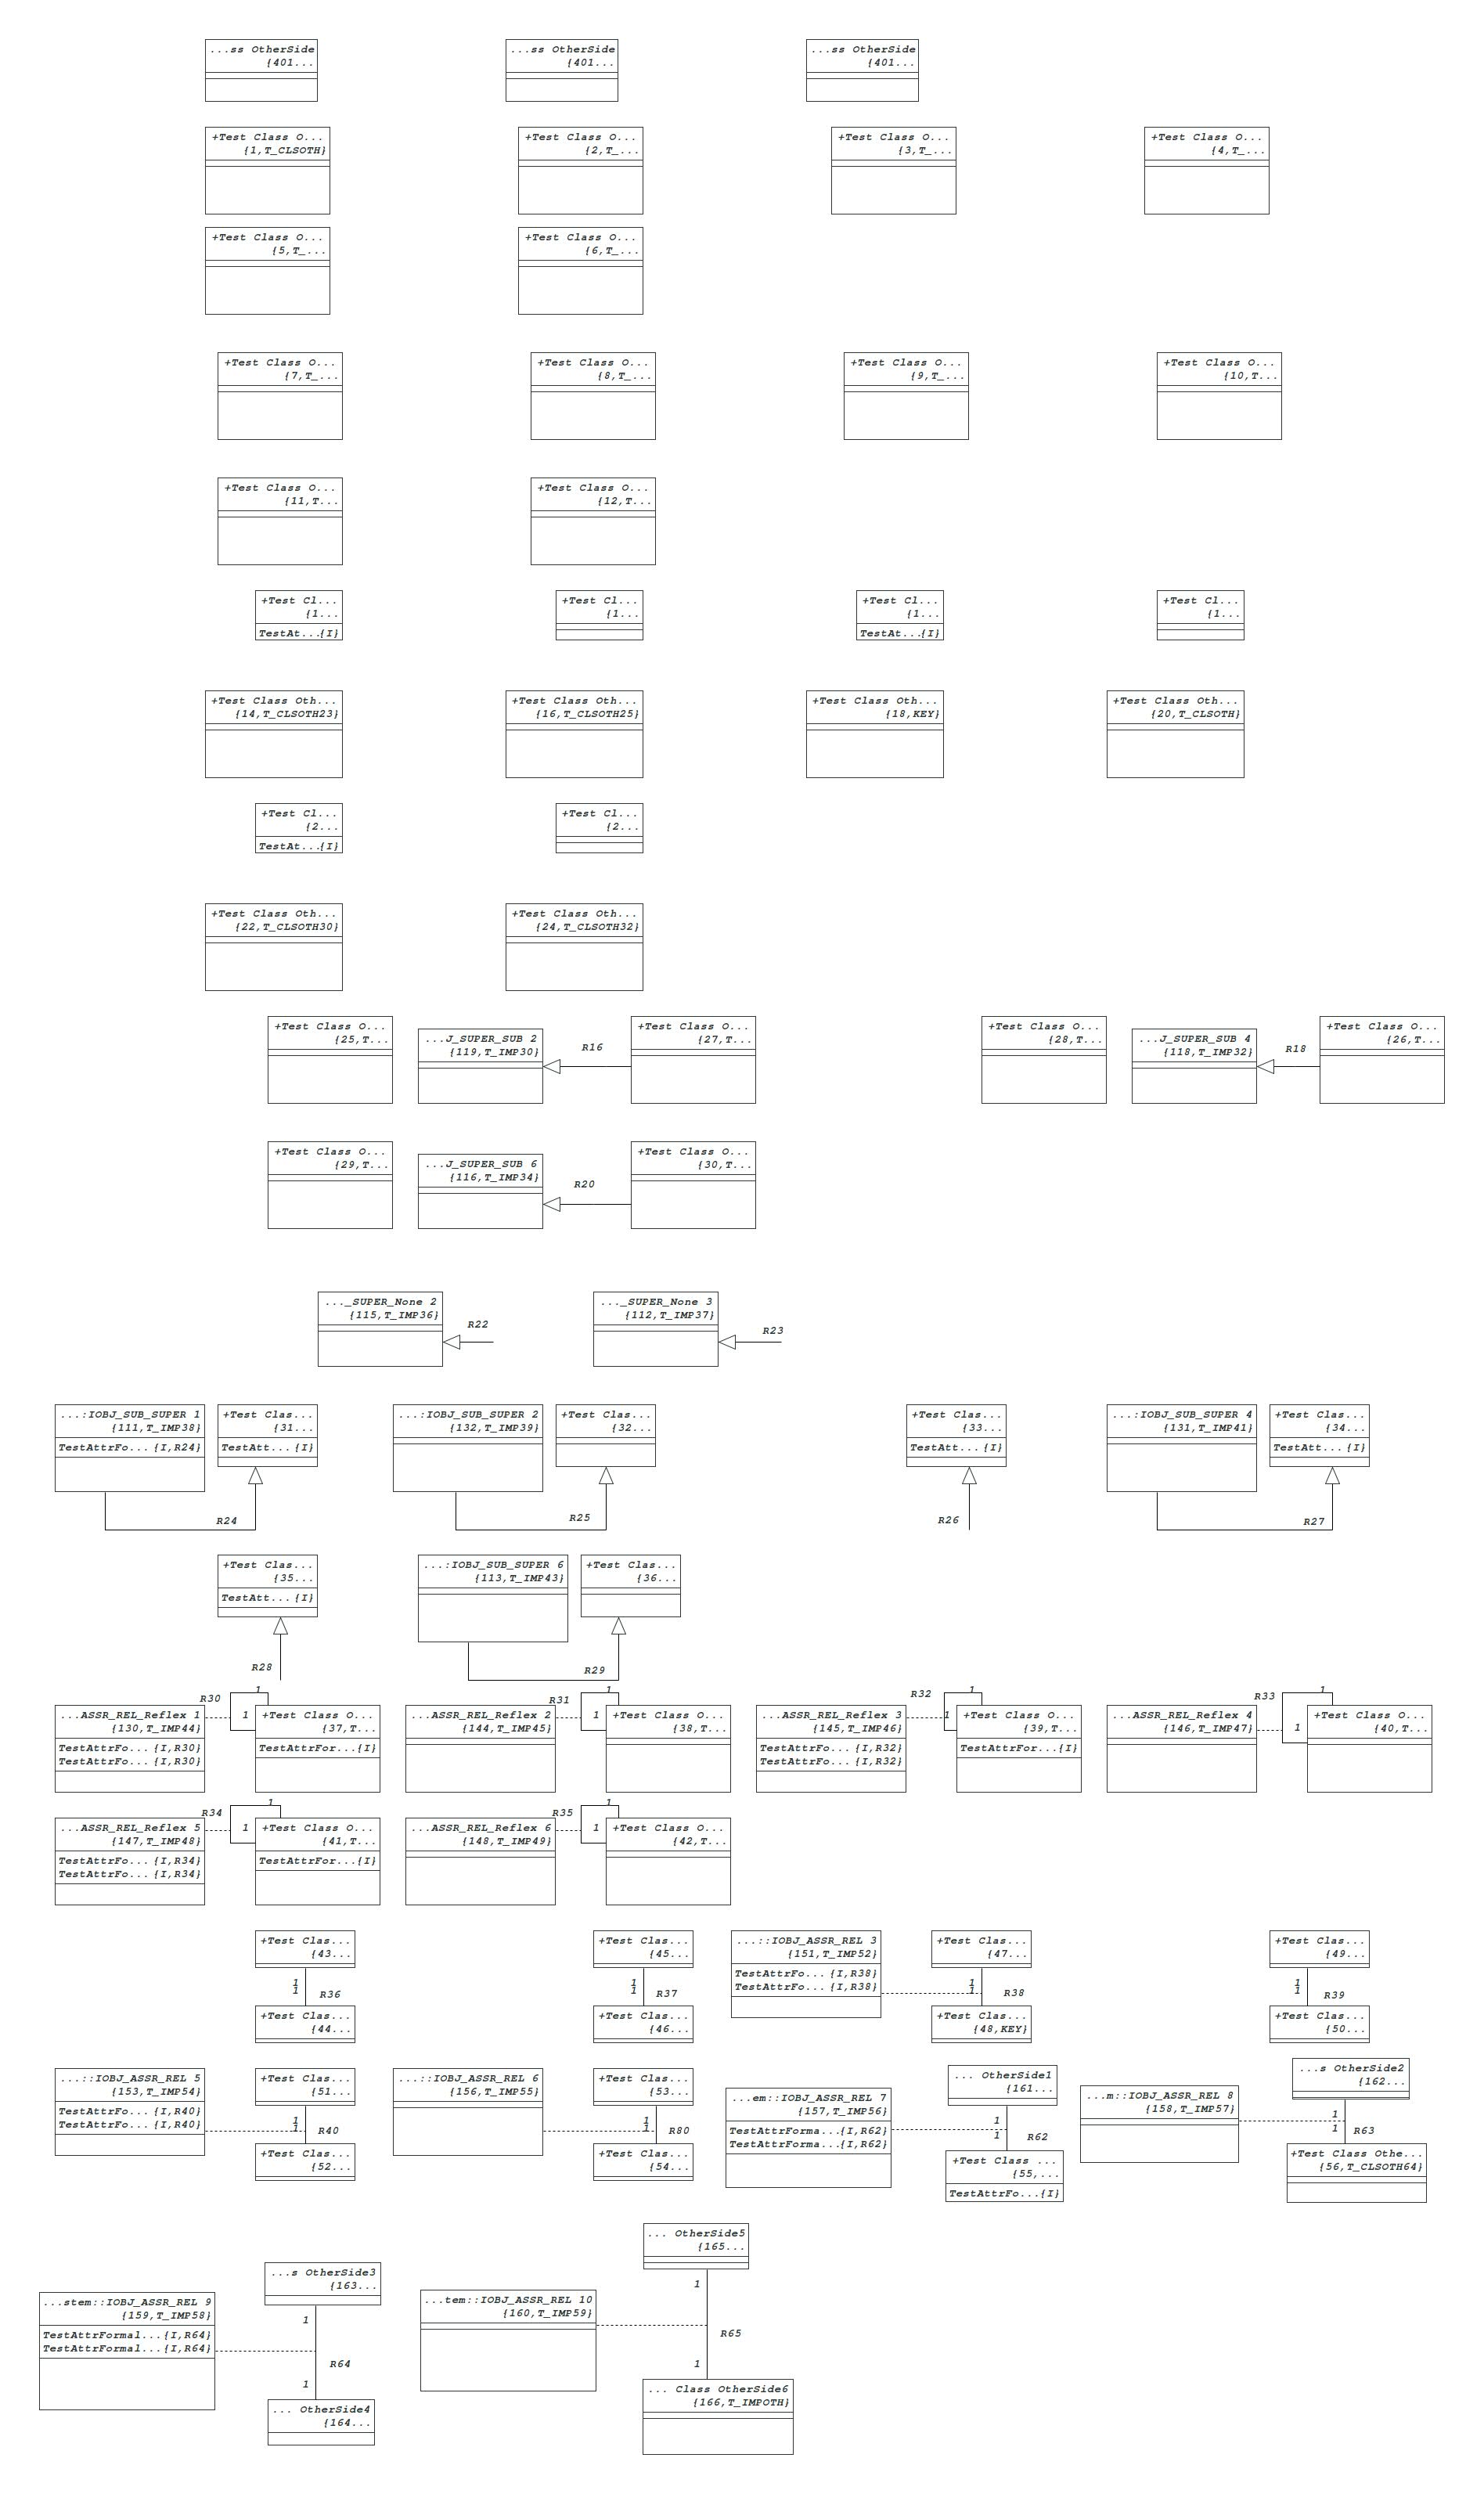 ...ss OtherSide
{401...
...ss OtherSide
{401...
...ss OtherSide
{401...
+Test Class O...
{1,T_CLSOTH}
+Test Class O...
{2,T_...
+Test Class O...
{3,T_...
+Test Class O...
{4,T_...
+Test Class O...
{5,T_...
+Test Class O...
{6,T_...
+Test Class O...
{7,T_...
+Test Class O...
{8,T_...
+Test Class O...
{9,T_...
+Test Class O...
{10,T...
+Test Class O...
{11,T...
+Test Class O...
{12,T...
+Test Cl...
{1...
TestAt...{I}
+Test Cl...
{1...
+Test Cl...
{1...
TestAt...{I}
+Test Cl...
{1...
+Test Class Oth...
{14,T_CLSOTH23}
+Test Class Oth...
{16,T_CLSOTH25}
+Test Class Oth...
{18,KEY}
+Test Class Oth...
{20,T_CLSOTH}
+Test Cl...
{2...
TestAt...{I}
+Test Cl...
{2...
+Test Class Oth...
{22,T_CLSOTH30}
+Test Class Oth...
{24,T_CLSOTH32}
+Test Class O...
{25,T...
...J_SUPER_SUB 2
{119,T_IMP30}
R16
+Test Class O...
{27,T...
+Test Class O...
{28,T...
...J_SUPER_SUB 4
{118,T_IMP32}
R18
+Test Class O...
{26,T...
+Test Class O...
{29,T...
...J_SUPER_SUB 6
{116,T_IMP34}
R20
+Test Class O...
{30,T...
..._SUPER_None 2
{115,T_IMP36}
R22
..._SUPER_None 3
{112,T_IMP37}
R23
...:IOBJ_SUB_SUPER 1
{111,T_IMP38}
TestAttrFo... {I,R24}
+Test Clas...
{31...
TestAtt... {I}
R24
...:IOBJ_SUB_SUPER 2
{132,T_IMP39}
+Test Clas...
{32...
R25
+Test Clas...
{33...
TestAtt... {I}
R26
...:IOBJ_SUB_SUPER 4
{131,T_IMP41}
+Test Clas...
{34...
TestAtt... {I}
R27
+Test Clas...
{35...
TestAtt... {I}
R28
...:IOBJ_SUB_SUPER 6
{113,T_IMP43}
+Test Clas...
{36...
R29
R30
1
1
...ASSR_REL_Reflex 1
{130,T_IMP44}
TestAttrFo... {I,R30}
TestAttrFo... {I,R30}
+Test Class O...
{37,T...
TestAttrFor...{I}
R31
1
1
...ASSR_REL_Reflex 2
{144,T_IMP45}
+Test Class O...
{38,T...
R32
1
1
...ASSR_REL_Reflex 3
{145,T_IMP46}
TestAttrFo... {I,R32}
TestAttrFo... {I,R32}
+Test Class O...
{39,T...
TestAttrFor...{I}
R33
1
1
...ASSR_REL_Reflex 4
{146,T_IMP47}
+Test Class O...
{40,T...
R34
1
1
...ASSR_REL_Reflex 5
{147,T_IMP48}
TestAttrFo... {I,R34}
TestAttrFo... {I,R34}
+Test Class O...
{41,T...
TestAttrFor...{I}
R35
1
1
...ASSR_REL_Reflex 6
{148,T_IMP49}
+Test Class O...
{42,T...
+Test Clas...
{43...
1
1
R36
+Test Clas...
{44...
+Test Clas...
{45...
1
1
R37
+Test Clas...
{46...
...::IOBJ_ASSR_REL 3
{151,T_IMP52}
TestAttrFo... {I,R38}
TestAttrFo... {I,R38}
+Test Clas...
{47...
1
1
R38
+Test Clas...
{48,KEY}
+Test Clas...
{49...
1
1
R39
+Test Clas...
{50...
...::IOBJ_ASSR_REL 5
{153,T_IMP54}
TestAttrFo... {I,R40}
TestAttrFo... {I,R40}
+Test Clas...
{51...
1
1
R40
+Test Clas...
{52...
...::IOBJ_ASSR_REL 6
{156,T_IMP55}
+Test Clas...
{53...
1
1
R80
+Test Clas...
{54...
...em::IOBJ_ASSR_REL 7
{157,T_IMP56}
TestAttrForma...{I,R62}
TestAttrForma...{I,R62}
... OtherSide1
{161...
1
1
R62
+Test Class ...
{55,...
TestAttrFo...{I}
...m::IOBJ_ASSR_REL 8
{158,T_IMP57}
...s OtherSide2
{162...
1
1
R63
+Test Class Othe...
{56,T_CLSOTH64}
...stem::IOBJ_ASSR_REL 9
{159,T_IMP58}
TestAttrFormal...{I,R64}
TestAttrFormal...{I,R64}
...s OtherSide3
{163...
1
R64
1
... OtherSide4
{164...
...tem::IOBJ_ASSR_REL 10
{160,T_IMP59}
... OtherSide5
{165...
1
R65
1
... Class OtherSide6
{166,T_IMPOTH}